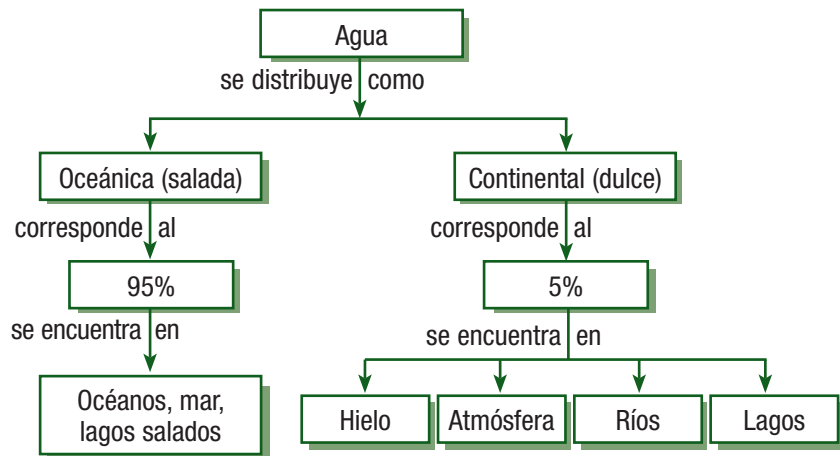 Agua
se distribuye como
Oceánica (salada)
Continental (dulce)
corresponde al
corresponde al
95%
5%
se encuentra en
se encuentra en
Océanos, mar,
lagos salados
Hielo
Atmósfera
Ríos
Lagos